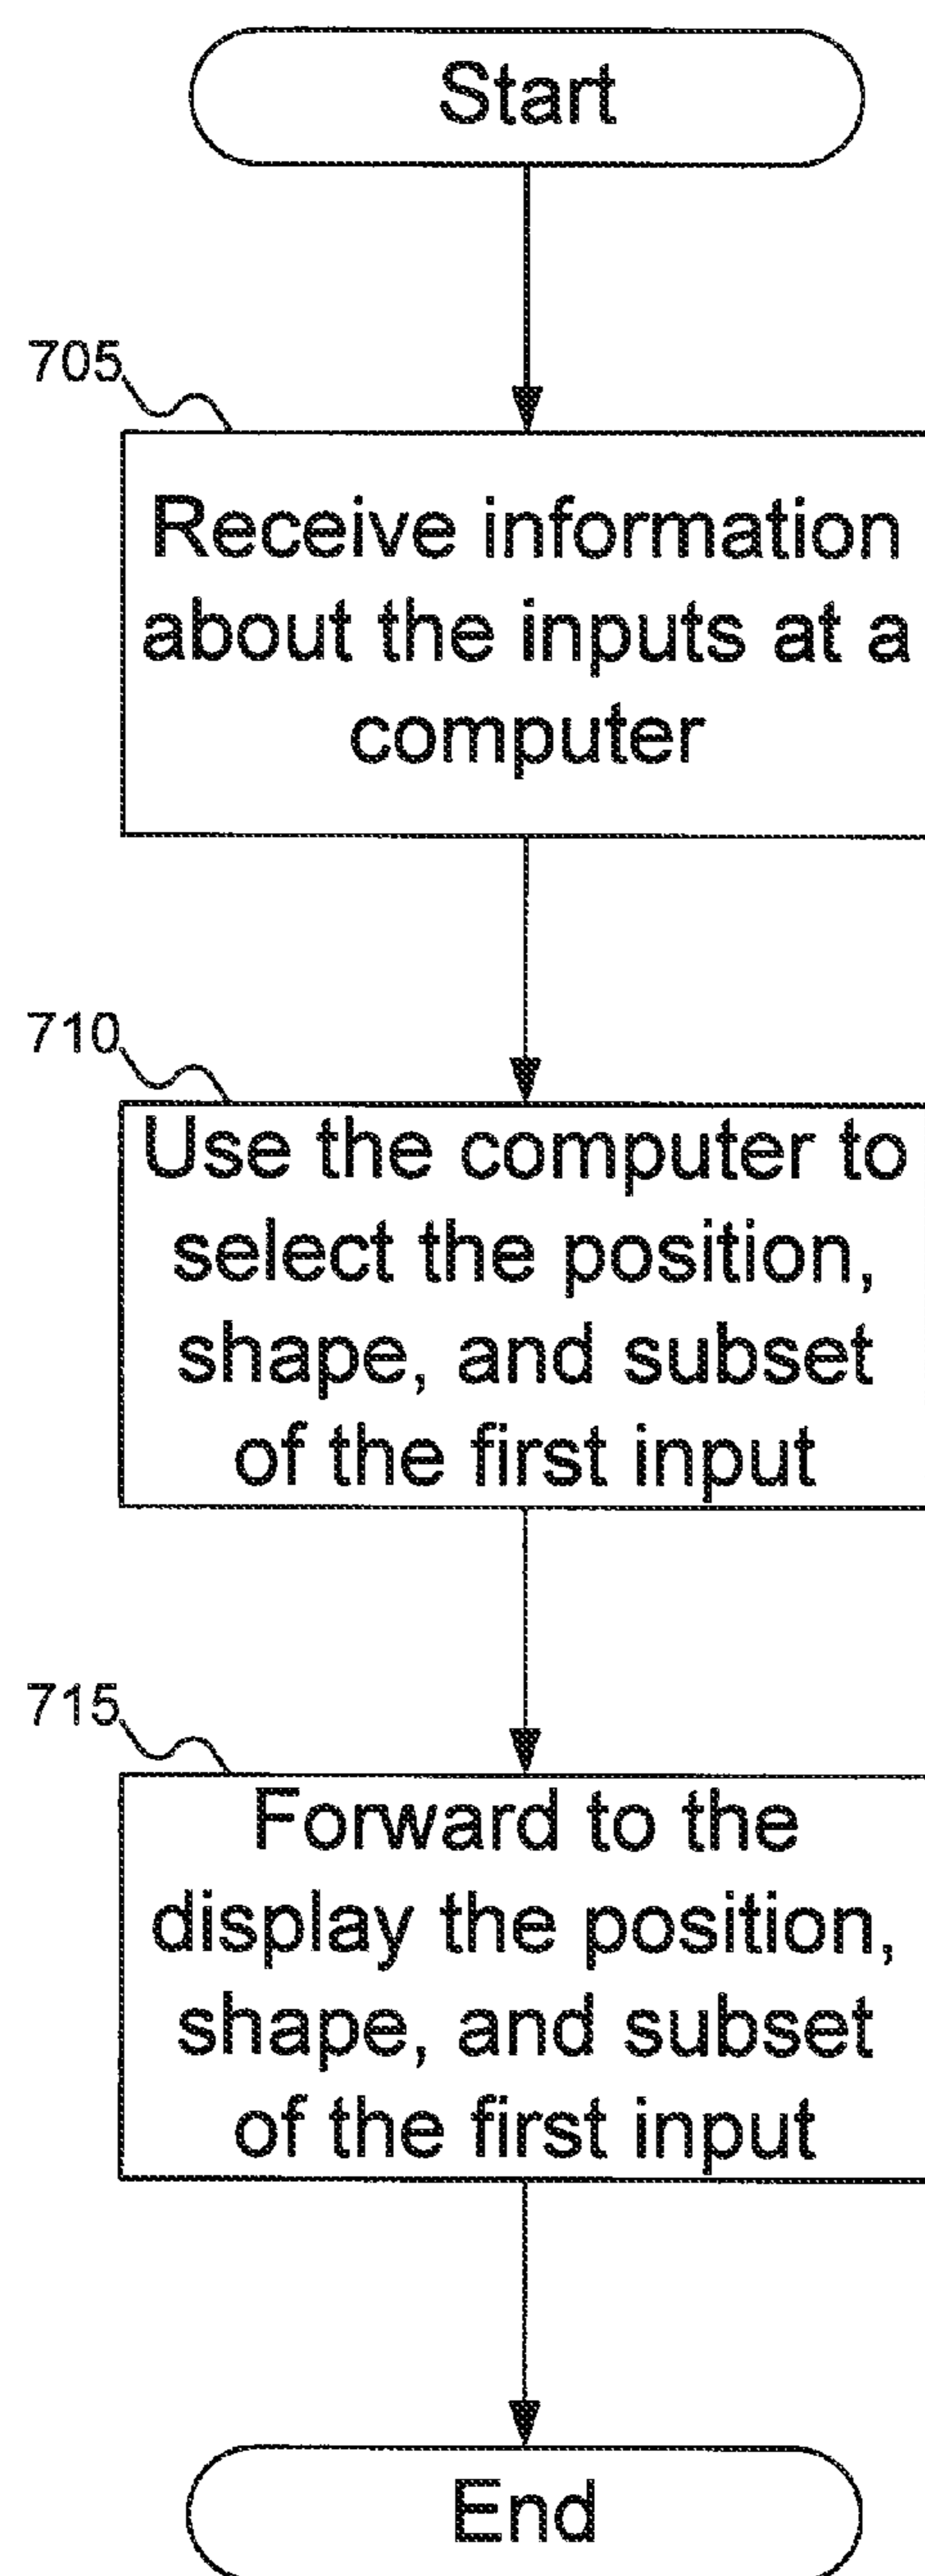 Start
705
Receive information
about the inputs at a
computer
710
Use the computer to
select the position,
shape, and subset
of the first input
715
Forward to the
display the position,
shape, and subset
of the first input
End